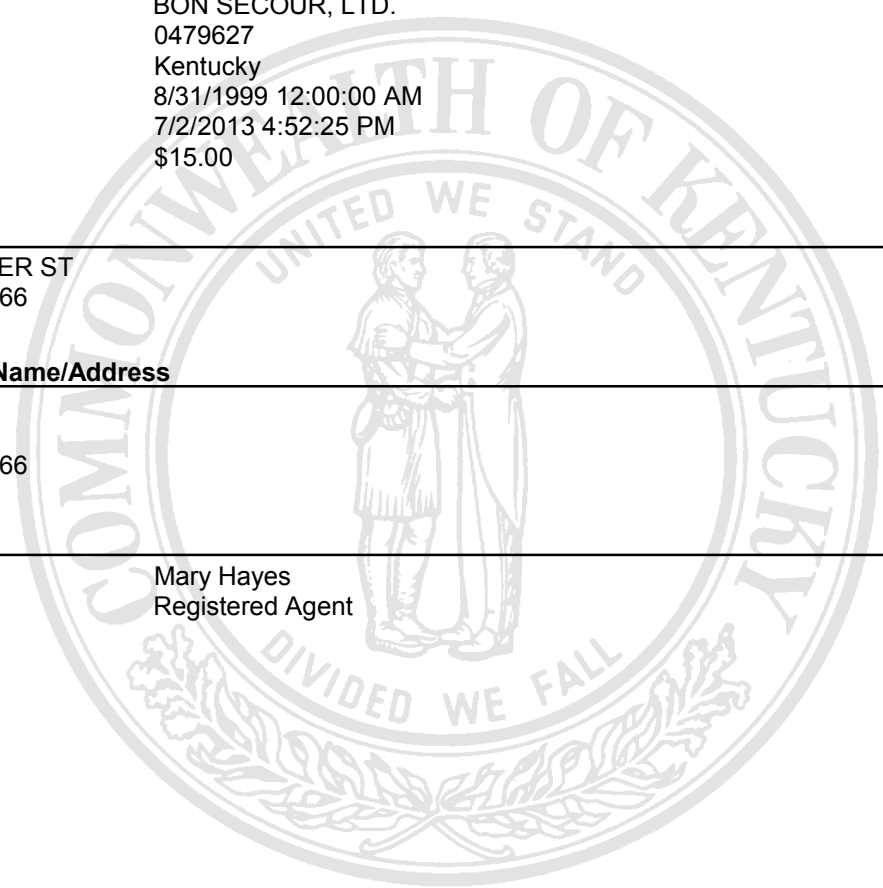 BON SECOUR, LTD.
0479627
Kentucky
8/31/1999 12:00:00 AM
7/2/2013 4:52:25 PM
$15.00
ER ST
66
Name/Address
66
Mary Hayes
Registered Agent
COMMONWEALTH OF KENTUCKY
UNITED WE STAND
DIVIDED WE FALL